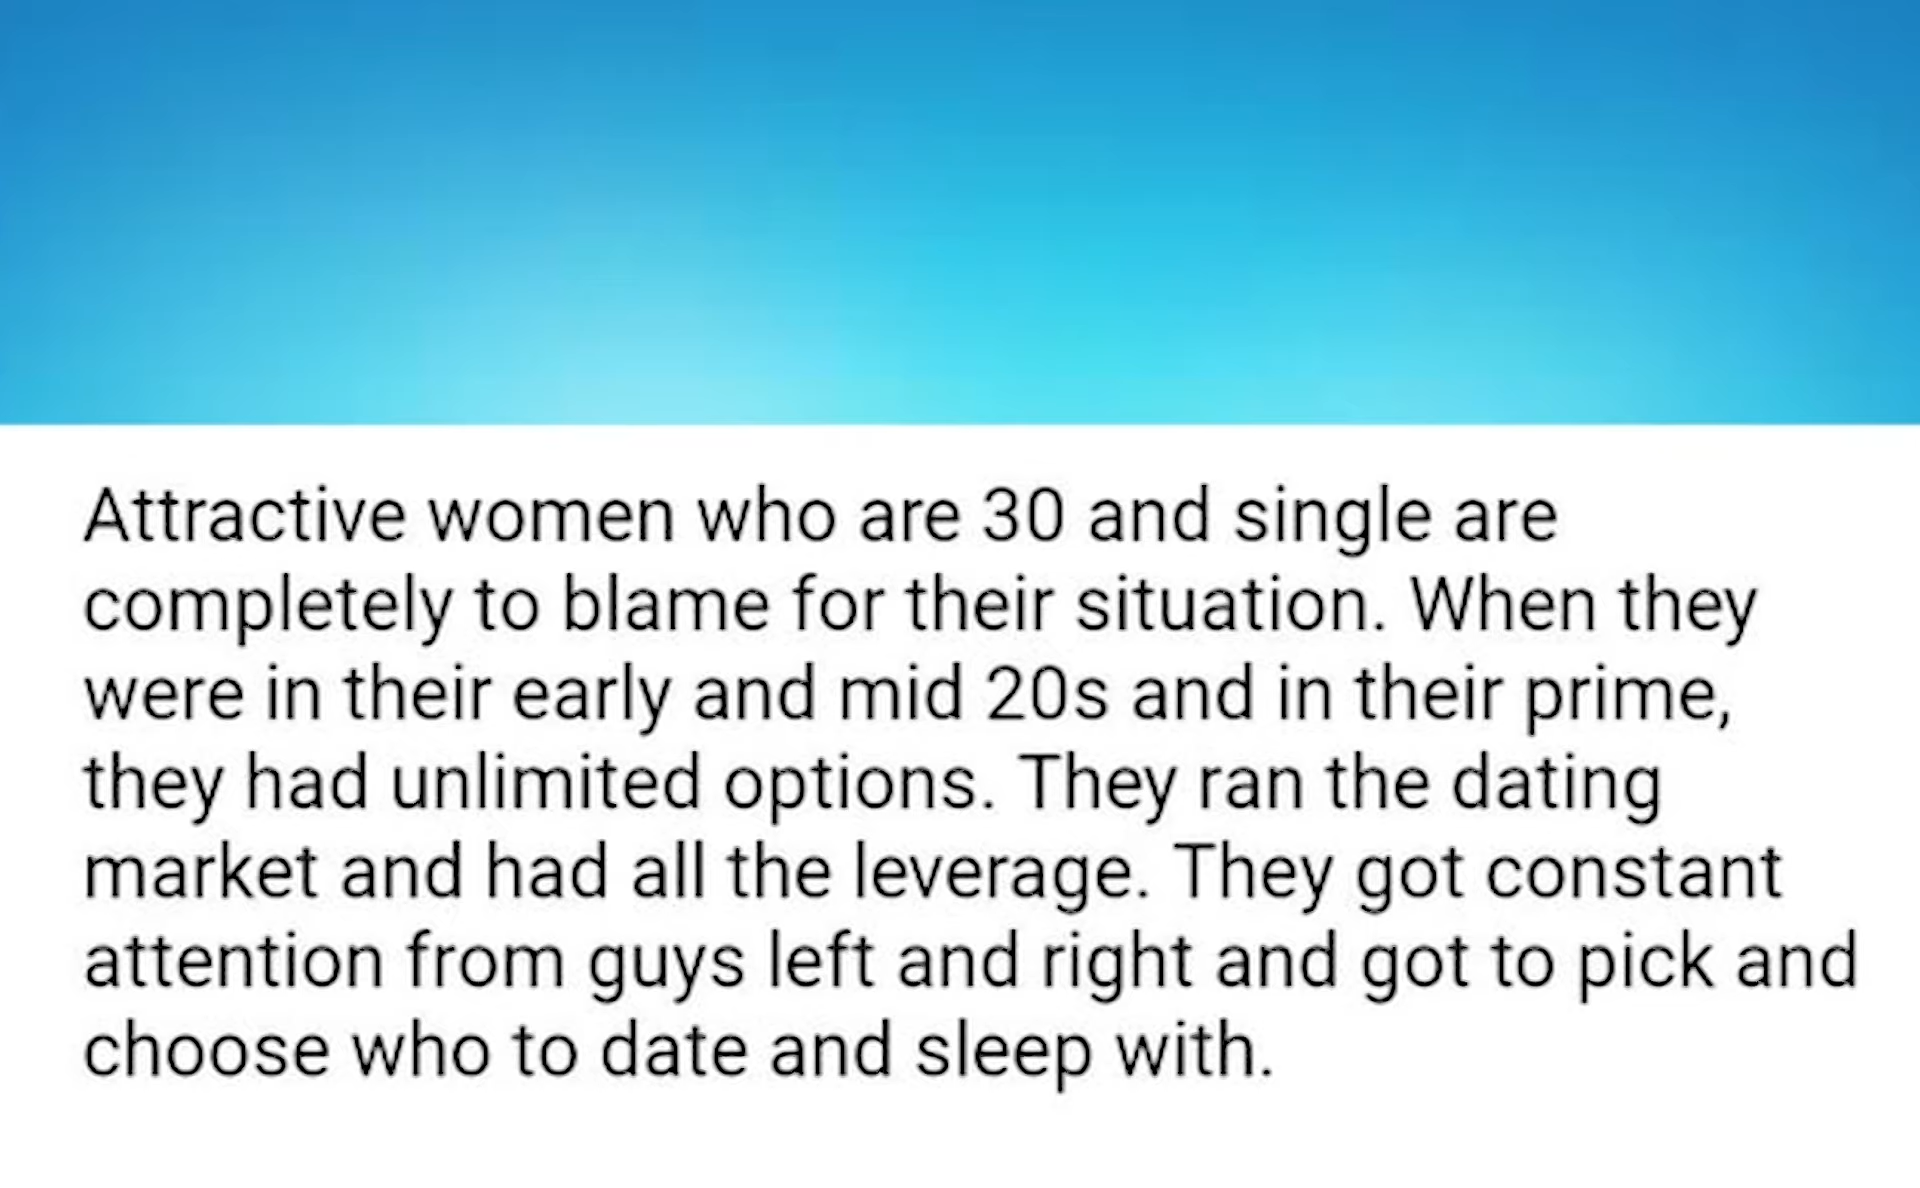 Attractive women who are 30 and single are
completely to blame for their situation. When they
were in their early and mid 20s and in their prime,
they had unlimited options. They ran the dating
market and had all the leverage. They got constant
attention from guys left and right and got to pick and
choose who to date and sleep with.